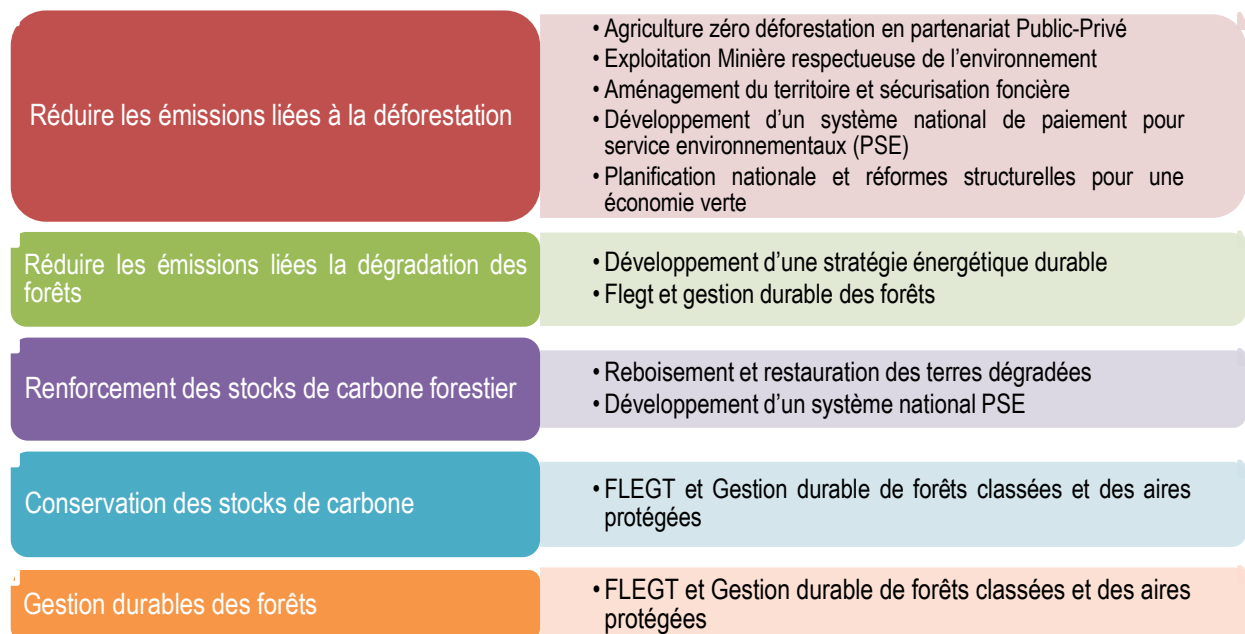 Réduire les émissions liées à la déforestation
• Agriculture zéro déforestation en partenariat Public-Privé
• Exploitation Minière respectueuse de l’environnement
• Aménagement du territoire et sécurisation foncière
• Développement d’un système national de paiement pour
service environnementaux (PSE)
• Planification nationale et réformes structurelles pour une
économie verte
Réduire les émissions liées la dégradation des
forêts
• Développement d’une stratégie énergétique durable
• Flegt et gestion durable des forêts
Renforcement des stocks de carbone forestier
• Reboisement et restauration des terres dégradées
• Développement d’un système national PSE
Conservation des stocks de carbone
• FLEGT et Gestion durable de forêts classées et des aires
protégées
Gestion durables des forêts
• FLEGT et Gestion durable de forêts classées et des aires
protégées